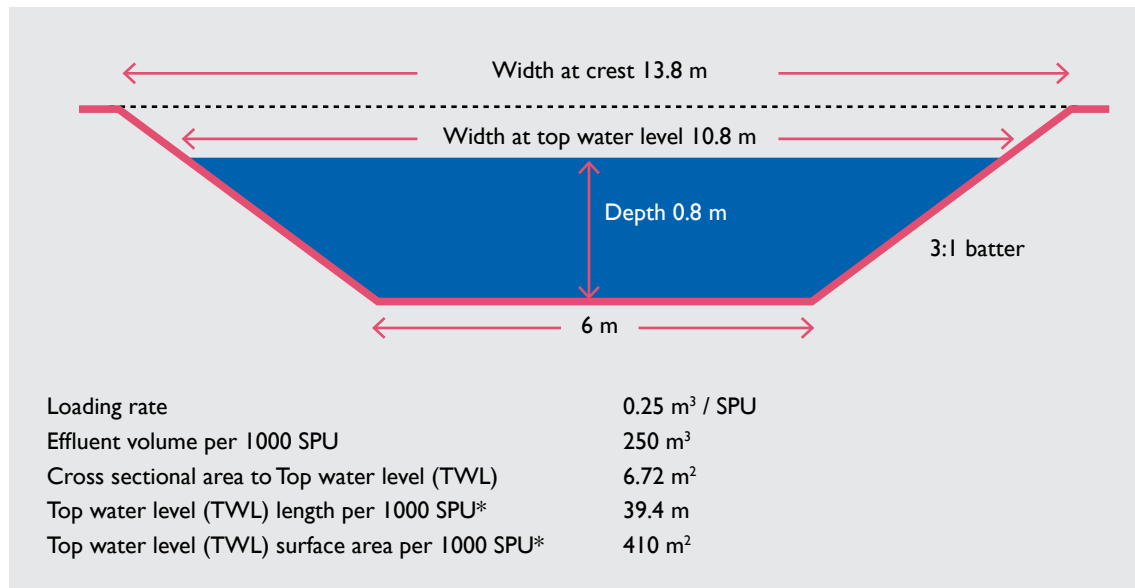 Width at crest 13.8 m
Width at top water level 10.8 m
Depth 0.8 m
3:1 batter
6 m
Loading rate 0.25 m³ / SPU
Effluent volume per 1000 SPU 250 m³
Cross sectional area to Top water level (TWL) 6.72 m²
Top water level (TWL) length per 1000 SPU* 39.4 m
Top water level (TWL) surface area per 1000 SPU* 410 m²